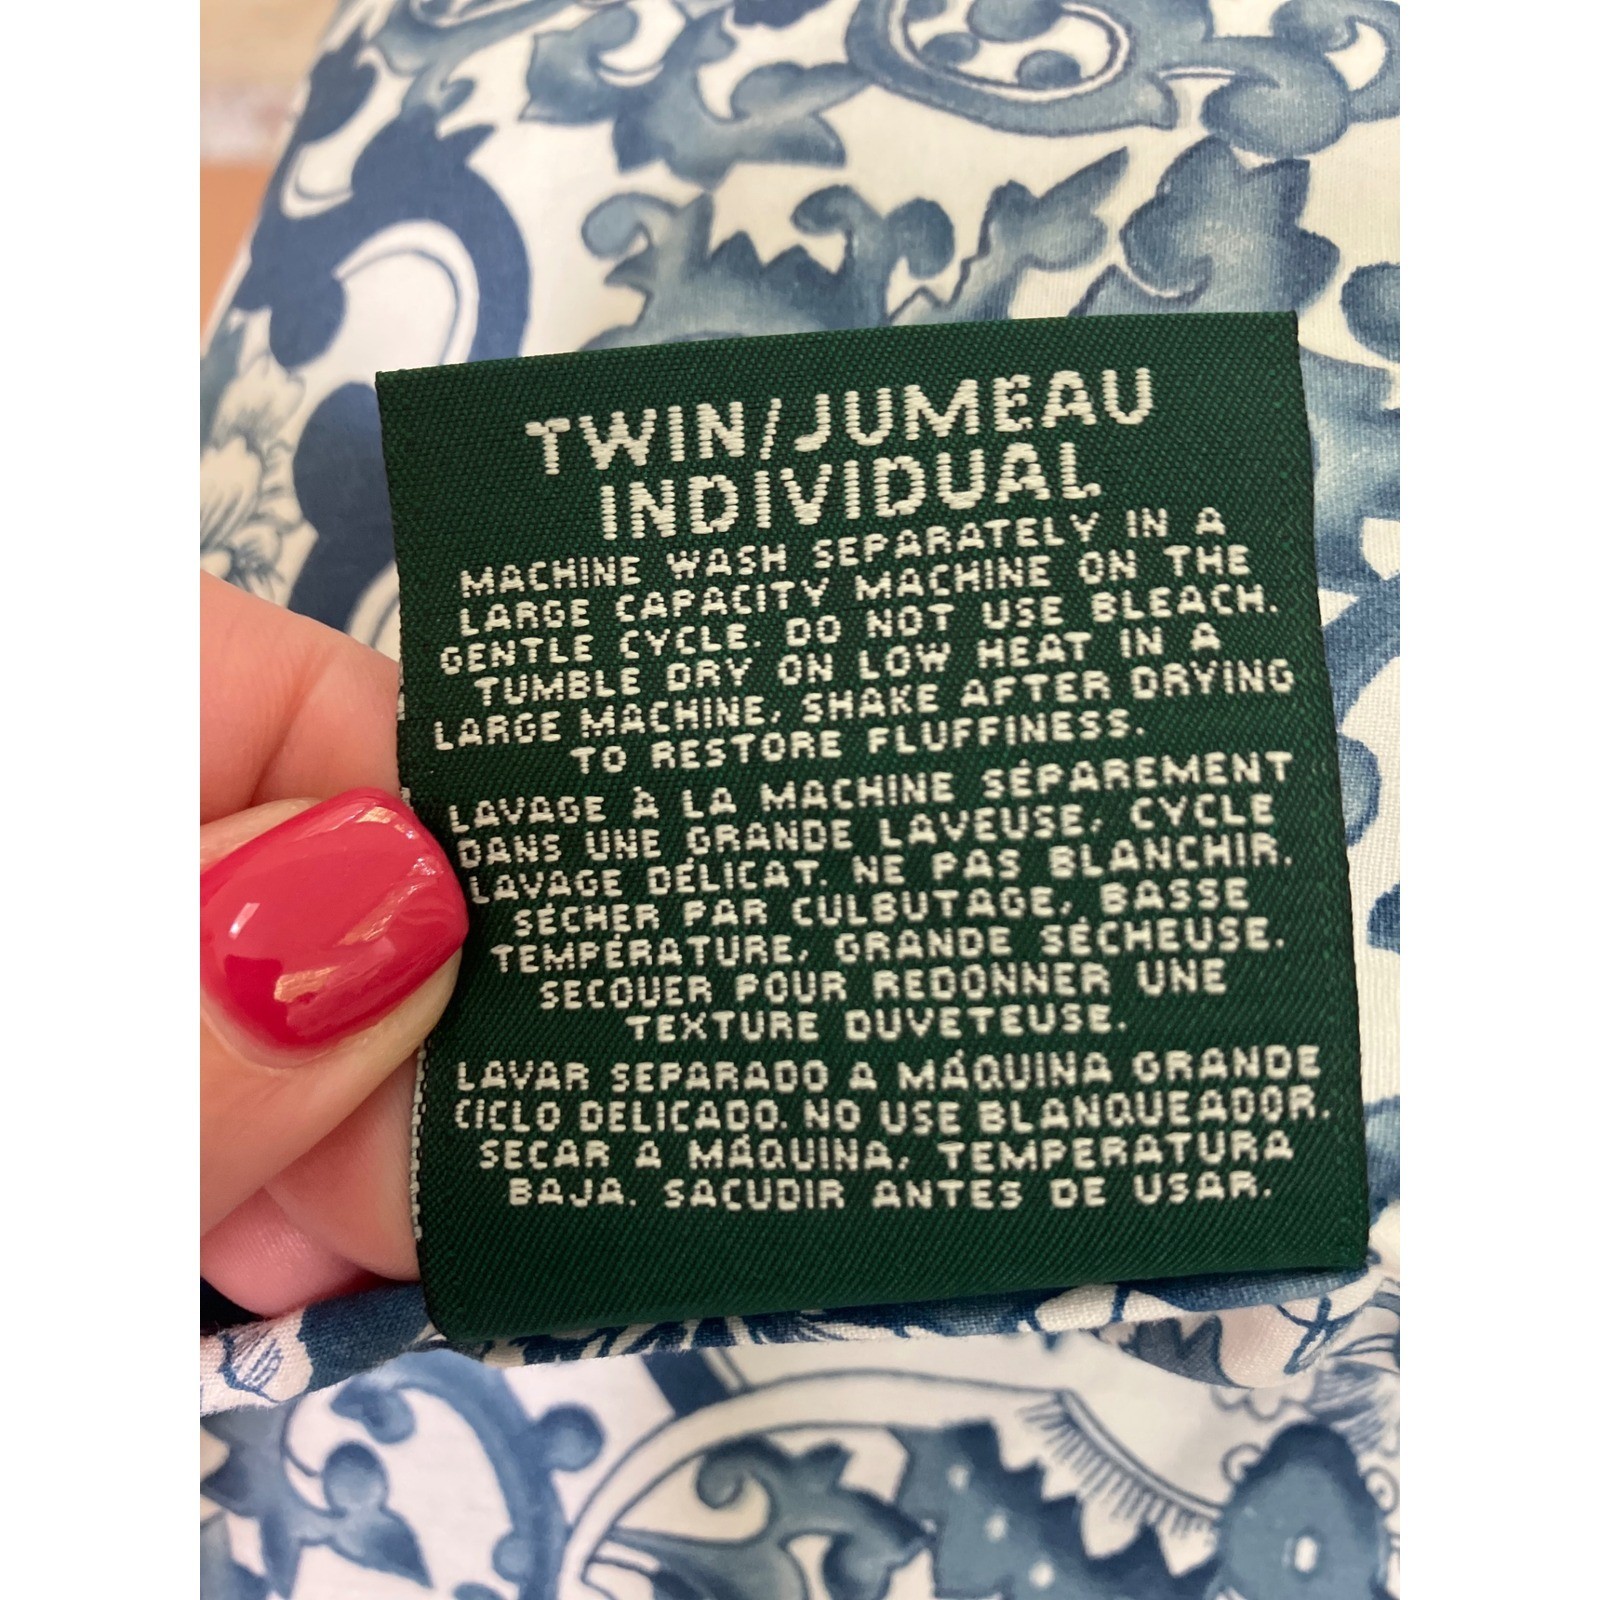 TWIN/JUMEAU
INDIVIDUAL
MACHINE WASH SEPARATELY IN A
LARGE CAPACITY MACHINE ON THE
GENTLE CYCLE. DO NOT USE BLEACH.
TUMBLE DRY ON LOW HEAT IN A
LARGE MACHINE, SHAKE AFTER DRYING
TO RESTORE FLUFFINESS.
LAVAGE À LA MACHINE SÉPAREMENT
DANS UNE GRANDE LAVEUSE, CYCLE
LAVAGE DÉLICAT. NE PAS BLANCHIR.
SÉCHER PAR CULBUTAGE, BASSE
TEMPÉRATURE, GRANDE SÉCHEUSE.
SECOUER POUR REDONNER UNE
TEXTURE DUVETEUSE.
LAVAR SEPARADO A MÁQUINA GRANDE
CICLO DELICADO. NO USE BLANQUEADOR.
SECAR A MÁQUINA, TEMPERATURA
BAJA. SACUDIR ANTES DE USAR.